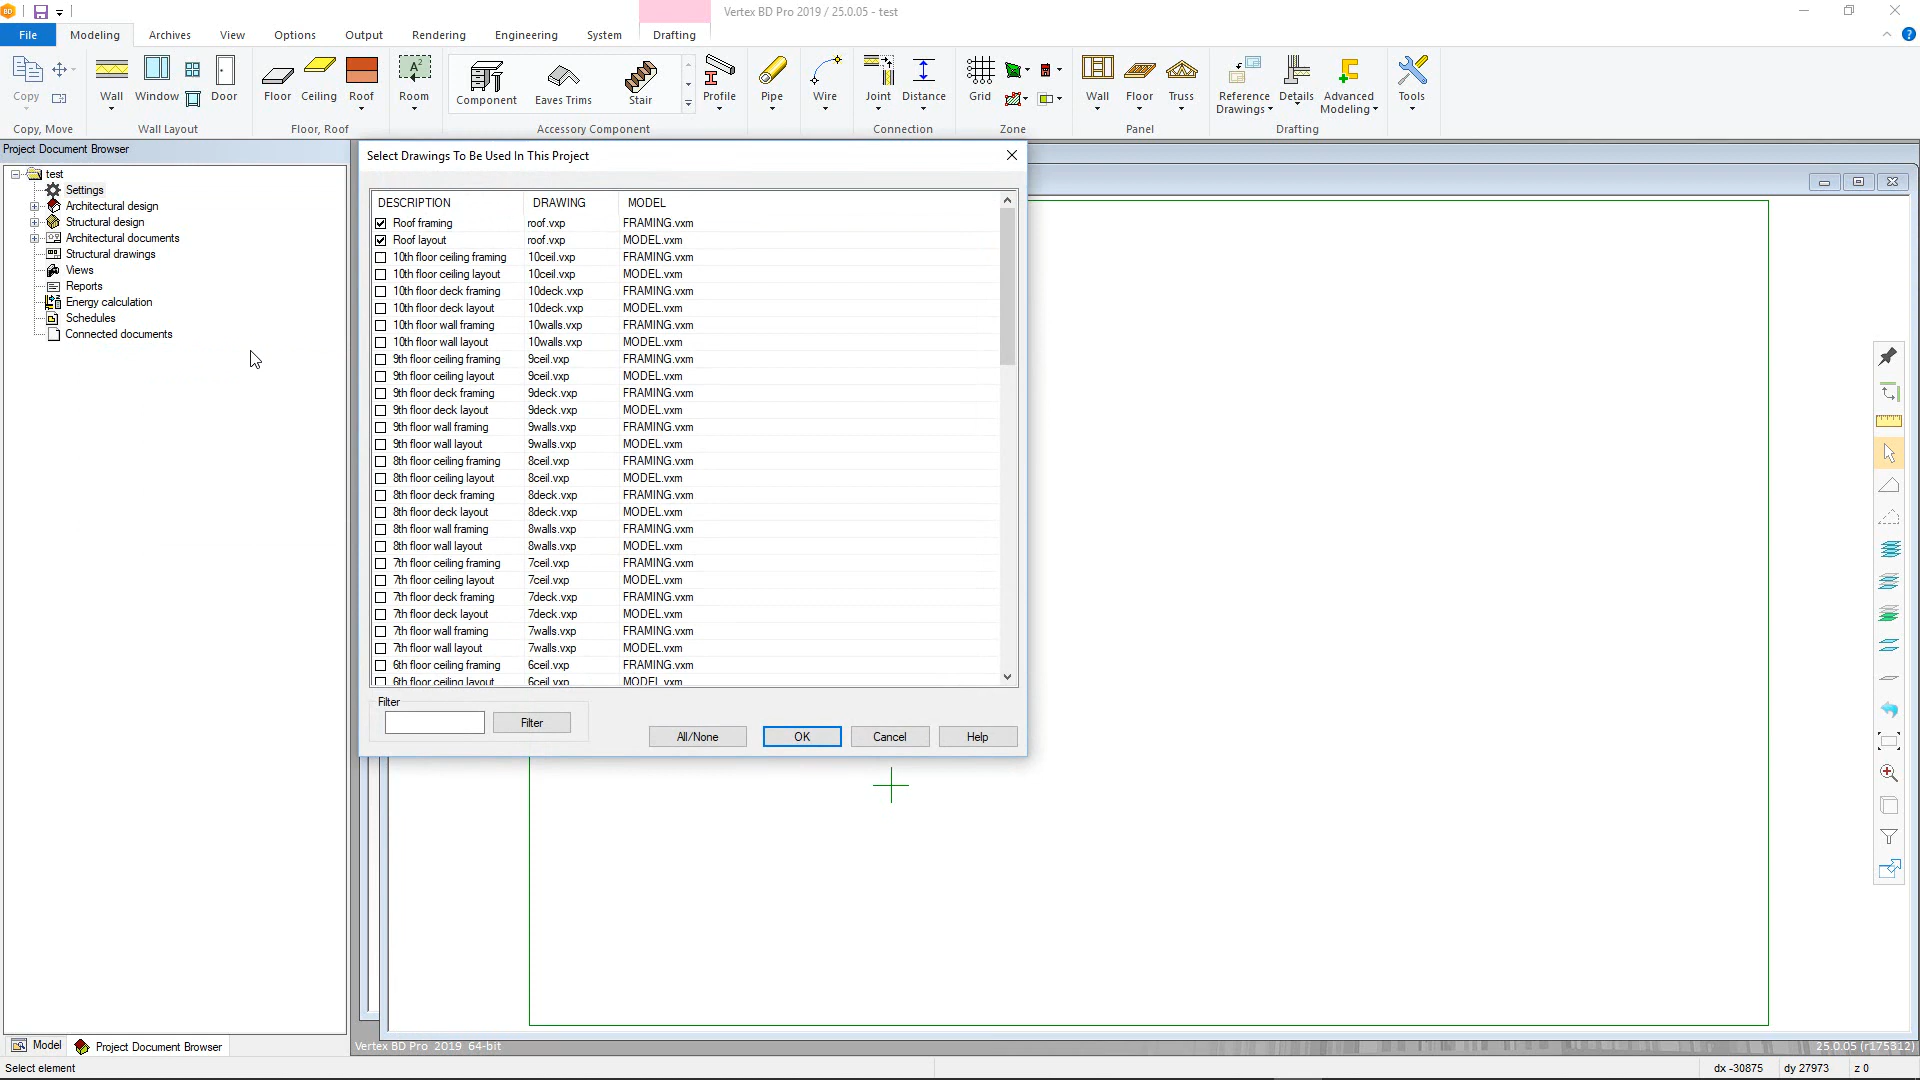 Vertex BD Pro 2019 / 25.0.05 - test
File Modeling Archives View Options Output Rendering Engineering System Drafting
Copy Wall Window Door Floor Ceiling Roof Room Component Eaves Trims Stair Profile Pipe Wire Joint Distance Grid Wall Floor Truss Reference Drawings Details Advanced Modeling Tools
Copy, Move Wall Layout Floor, Roof Accessory Component Connection Zone Panel Drafting
Project Document Browser
test
Settings
Architectural design
Structural design
Architectural documents
Structural drawings
Views
Reports
Energy calculation
Schedules
Connected documents
Select Drawings To Be Used In This Project
DESCRIPTION DRAWING MODEL
Roof framing roof.vxp FRAMING.vxm
Roof layout roof.vxp MODEL.vxm
10th floor ceiling framing 10ceil.vxp FRAMING.vxm
10th floor ceiling layout 10ceil.vxp MODEL.vxm
10th floor deck framing 10deck.vxp FRAMING.vxm
10th floor deck layout 10deck.vxp MODEL.vxm
10th floor wall framing 10walls.vxp FRAMING.vxm
10th floor wall layout 10walls.vxp MODEL.vxm
9th floor ceiling framing 9ceil.vxp FRAMING.vxm
9th floor ceiling layout 9ceil.vxp MODEL.vxm
9th floor deck framing 9deck.vxp FRAMING.vxm
9th floor deck layout 9deck.vxp MODEL.vxm
9th floor wall framing 9walls.vxp FRAMING.vxm
9th floor wall layout 9walls.vxp MODEL.vxm
8th floor ceiling framing 8ceil.vxp FRAMING.vxm
8th floor ceiling layout 8ceil.vxp MODEL.vxm
8th floor deck framing 8deck.vxp FRAMING.vxm
8th floor deck layout 8deck.vxp MODEL.vxm
8th floor wall framing 8walls.vxp FRAMING.vxm
8th floor wall layout 8walls.vxp MODEL.vxm
7th floor ceiling framing 7ceil.vxp FRAMING.vxm
7th floor ceiling layout 7ceil.vxp MODEL.vxm
7th floor deck framing 7deck.vxp FRAMING.vxm
7th floor deck layout 7deck.vxp MODEL.vxm
7th floor wall framing 7walls.vxp FRAMING.vxm
7th floor wall layout 7walls.vxp MODEL.vxm
6th floor ceiling framing 6ceil.vxp FRAMING.vxm
6th floor ceiling layout 6ceil.vxp MODEL.vxm
Filter
Filter
All/None OK Cancel Help
Model Project Document Browser
Vertex BD Pro 2019 64-bit
25.0.05 (r175312)
Select element
dx -30875 dy 27973 z 0